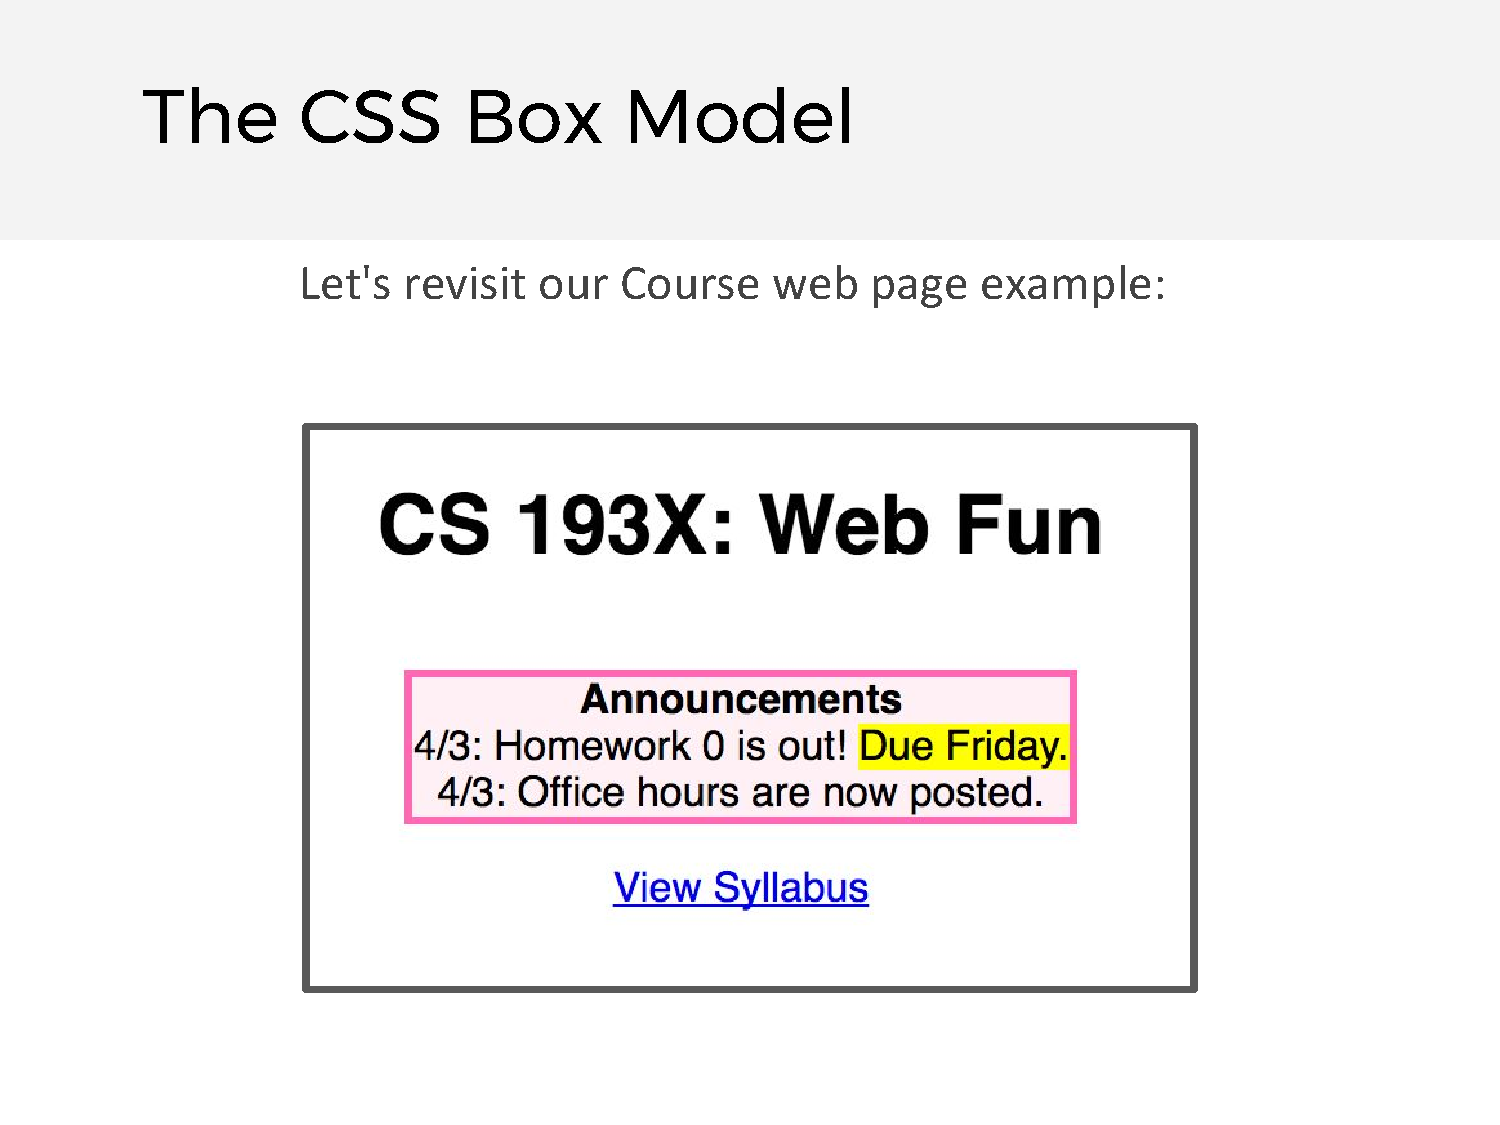 The CSS Box Model
Let's revisit our Course web page example:
CS 193X: Web Fun
Announcements
4/3: Homework 0 is out! Due Friday.
4/3: Office hours are now posted.
View Syllabus